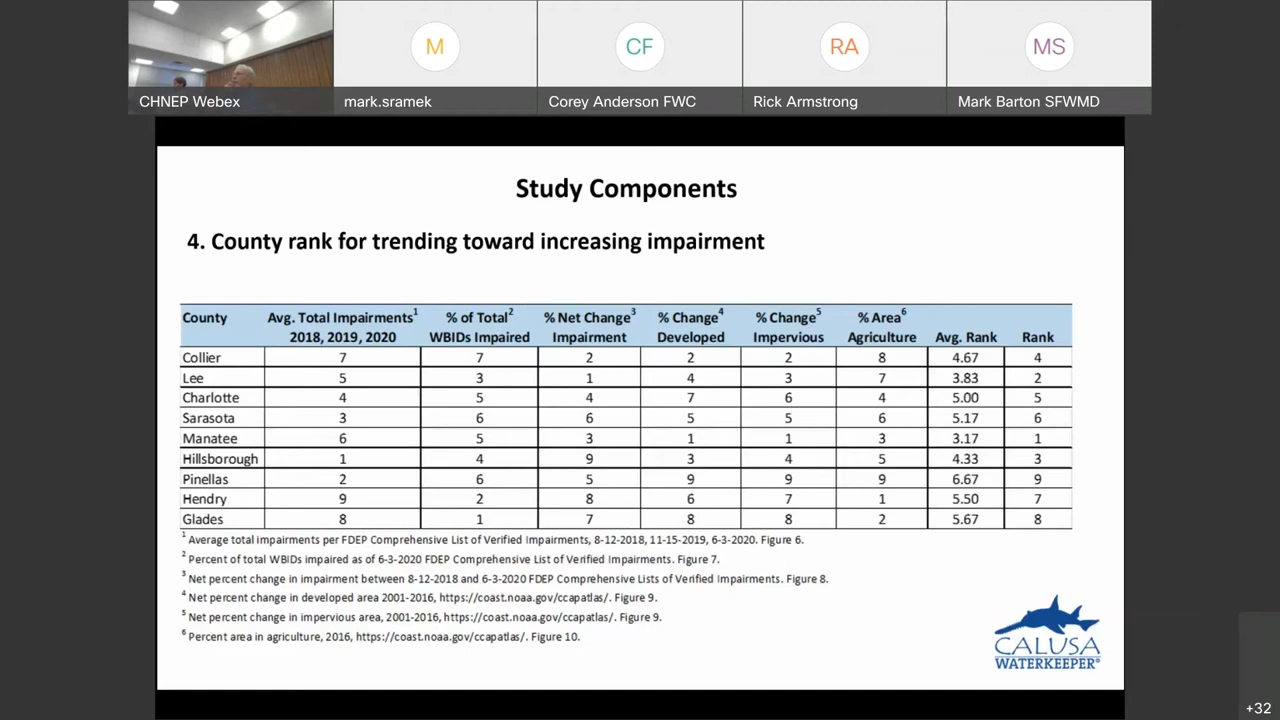 M
CF
RA
MS
CHNEP Webex
mark.sramek
Corey Anderson FWC
Rick Armstrong
Mark Barton SFWMD
Study Components
4. County rank for trending toward increasing impairment
County Avg. Total Impairments1 2018, 2019, 2020 % of Total2 WBIDs Impaired % Net Change3 Impairment % Change4 Developed % Change5 Impervious % Area6 Agriculture Avg. Rank Rank
Collier 7 7 2 2 2 8 4.67 4
Lee 5 3 1 4 3 7 3.83 2
Charlotte 4 5 4 7 6 4 5.00 5
Sarasota 3 6 6 5 5 6 5.17 6
Manatee 6 5 3 1 1 3 3.17 1
Hillsborough 1 4 9 3 4 5 4.33 3
Pinellas 2 6 5 9 9 9 6.67 9
Hendry 9 2 8 6 7 1 5.50 7
Glades 8 1 7 8 8 2 5.67 8
1 Average total impairments per FDEP Comprehensive List of Verified Impairments, 8-12-2018, 11-15-2019, 6-3-2020. Figure 6.
2 Percent of total WBIDs impaired as of 6-3-2020 FDEP Comprehensive List of Verified Impairments. Figure 7.
3 Net percent change in impairment between 8-12-2018 and 6-3-2020 FDEP Comprehensive Lists of Verified Impairments. Figure 8.
4 Net percent change in developed area 2001-2016, https://coast.noaa.gov/ccapatlas/. Figure 9.
5 Net percent change in impervious area, 2001-2016, https://coast.noaa.gov/ccapatlas/. Figure 9.
6 Percent area in agriculture, 2016, https://coast.noaa.gov/ccapatlas/. Figure 10.
CALUSA
WATERKEEPER®
+32